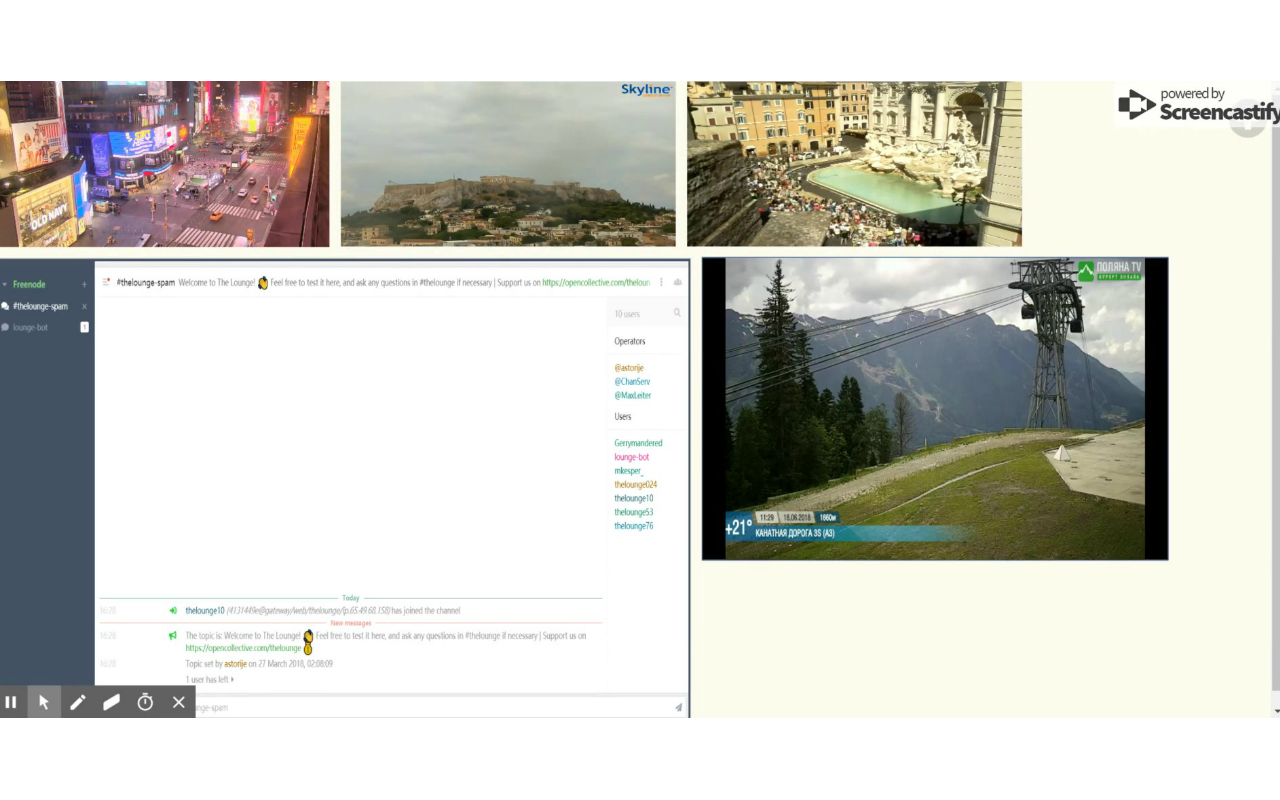 Skyline
powered by
Screencastify
OLD NAVY
Freenode +
#thelounge-spam x
lounge-bot 1
#thelounge-spam Welcome to The Lounge! Feel free to test it here, and ask any questions in #thelounge if necessary | Support us on https://opencollective.com/theloun
10 users
Operators
@astorije
@ChanServ
@MaxLeiter
Users
Gerrymandered
lounge-bot
mkesper_
thelounge024
thelounge10
thelounge53
thelounge76
Today
16:28 thelounge10 (4131449e@gateway/web/thelounge/ip.65.49.68.158) has joined the channel
New messages
16:28 The topic is: Welcome to The Lounge! Feel free to test it here, and ask any questions in #thelounge if necessary | Support us on
https://opencollective.com/thelounge
16:28 Topic set by astorije on 27 March 2018, 02:08:09
1 user has left
nge-spam
ПОЛЯНА TV
КУРОРТ ОНЛАЙН
+21°
11:29 18.06.2018 1660м
КАНАТНАЯ ДОРОГА 3S (A3)